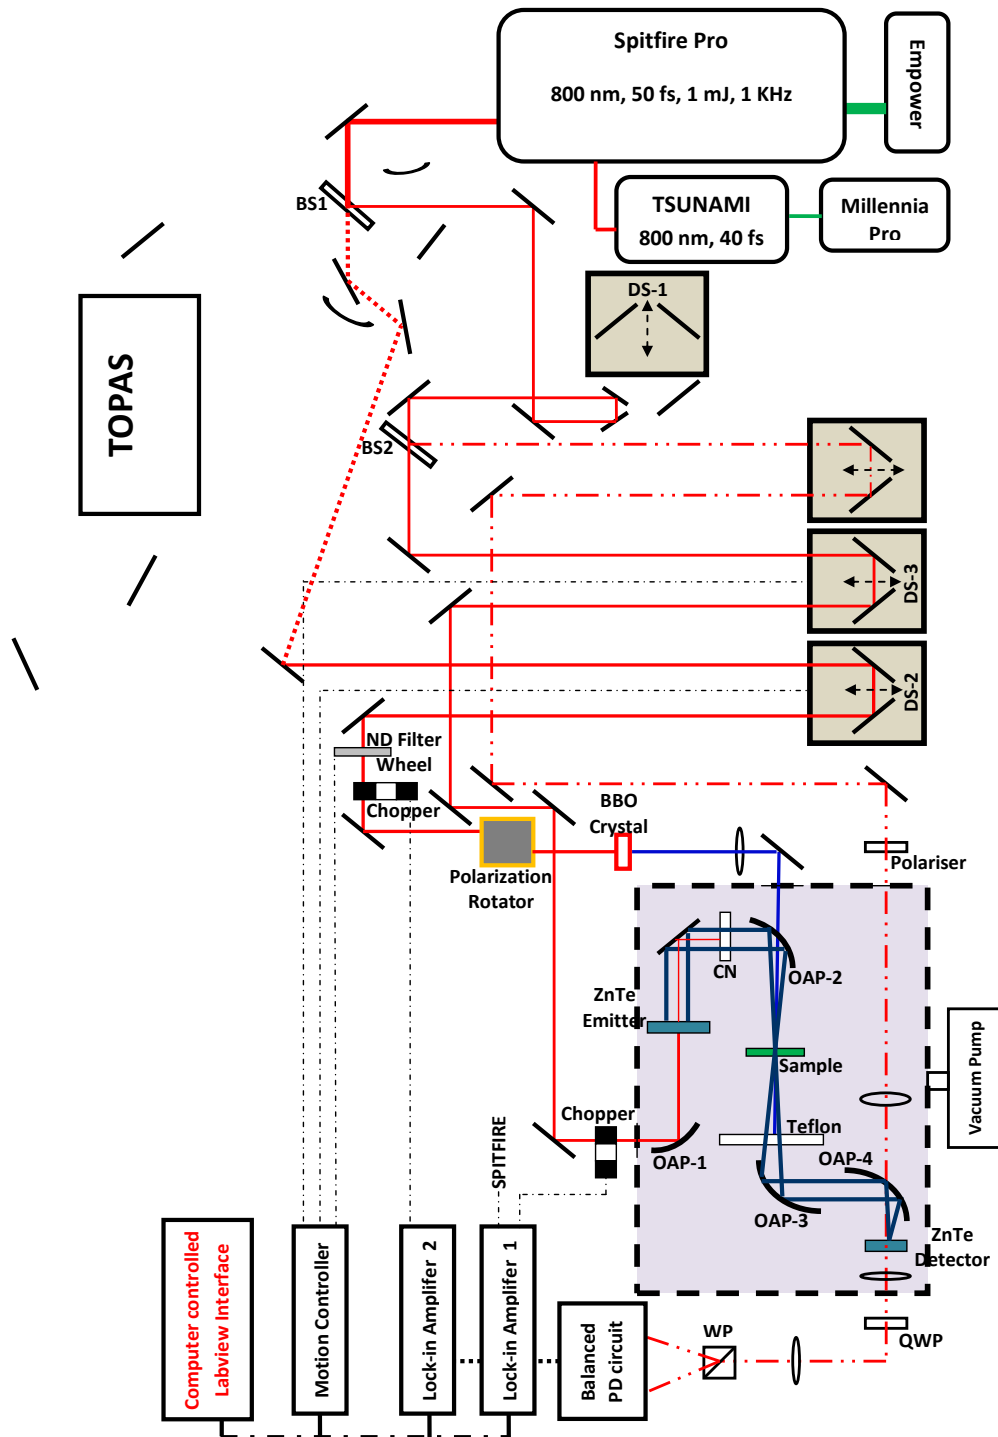 Spitfire Pro
800 nm, 50 fs, 1 mJ, 1 KHz
Empower
TSUNAMI
800 nm, 40 fs
Millennia
Pro
BS1
DS-1
TOPAS
BS2
DS-3
DS-2
ND Filter
Wheel
Chopper
BBO
Crystal
Polarization
Rotator
Polariser
CN
OAP-2
ZnTe
Emitter
Sample
Vacuum Pump
Chopper
Teflon
OAP-1
OAP-4
OAP-3
SPITFIRE
ZnTe
Detector
Computer controlled
Labview Interface
Motion Controller
Lock-in Amplifer 2
Lock-in Amplifer 1
Balanced
PD circuit
WP
QWP